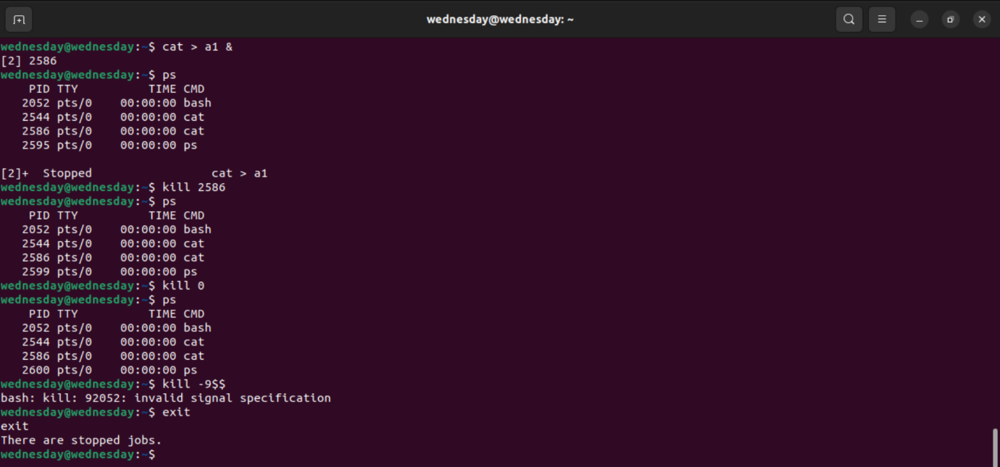 wednesday@wednesday: ~
wednesday@wednesday:~$ cat > a1 &
[2] 2586
wednesday@wednesday:~$ ps
    PID TTY          TIME CMD
   2052 pts/0    00:00:00 bash
   2544 pts/0    00:00:00 cat
   2586 pts/0    00:00:00 cat
   2595 pts/0    00:00:00 ps

[2]+  Stopped                 cat > a1
wednesday@wednesday:~$ kill 2586
wednesday@wednesday:~$ ps
    PID TTY          TIME CMD
   2052 pts/0    00:00:00 bash
   2544 pts/0    00:00:00 cat
   2586 pts/0    00:00:00 cat
   2599 pts/0    00:00:00 ps
wednesday@wednesday:~$ kill 0
wednesday@wednesday:~$ ps
    PID TTY          TIME CMD
   2052 pts/0    00:00:00 bash
   2544 pts/0    00:00:00 cat
   2586 pts/0    00:00:00 cat
   2600 pts/0    00:00:00 ps
wednesday@wednesday:~$ kill -9$$
bash: kill: 92052: invalid signal specification
wednesday@wednesday:~$ exit
exit
There are stopped jobs.
wednesday@wednesday:~$